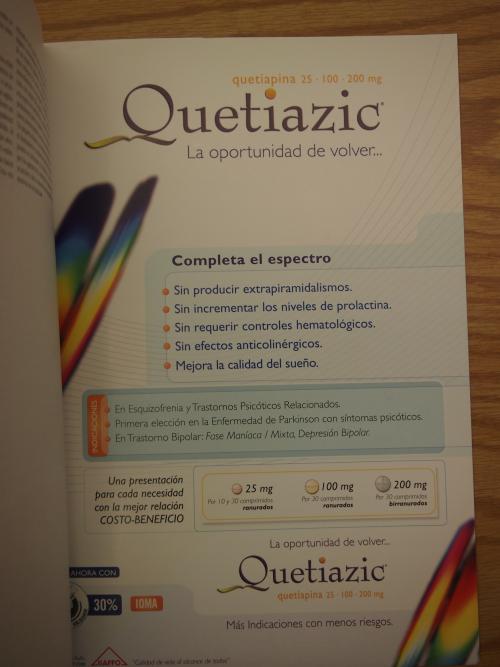 quetiapina 25 · 100 · 200 mg
Quetiazic®
La oportunidad de volver...
Completa el espectro
Sin producir extrapiramidalismos.
Sin incrementar los niveles de prolactina.
Sin requerir controles hematológicos.
Sin efectos anticolinérgicos.
Mejora la calidad del sueño.
INDICACIONES
En Esquizofrenia y Trastornos Psicóticos Relacionados.
Primera elección en la Enfermedad de Parkinson con síntomas psicóticos.
En Trastorno Bipolar: Fase Maníaca / Mixta, Depresión Bipolar.
Una presentación
para cada necesidad
con la mejor relación
COSTO-BENEFICIO
25 mg
Por 10 y 30 comprimidos
ranurados
100 mg
Por 30 comprimidos
ranurados
200 mg
Por 30 comprimidos
birranurados
La oportunidad de volver...
Quetiazic®
quetiapina 25 · 100 · 200 mg
AHORA CON
30%
IOMA
Más Indicaciones con menos riesgos.
RAFFO
"Calidad de vida al alcance de todos"